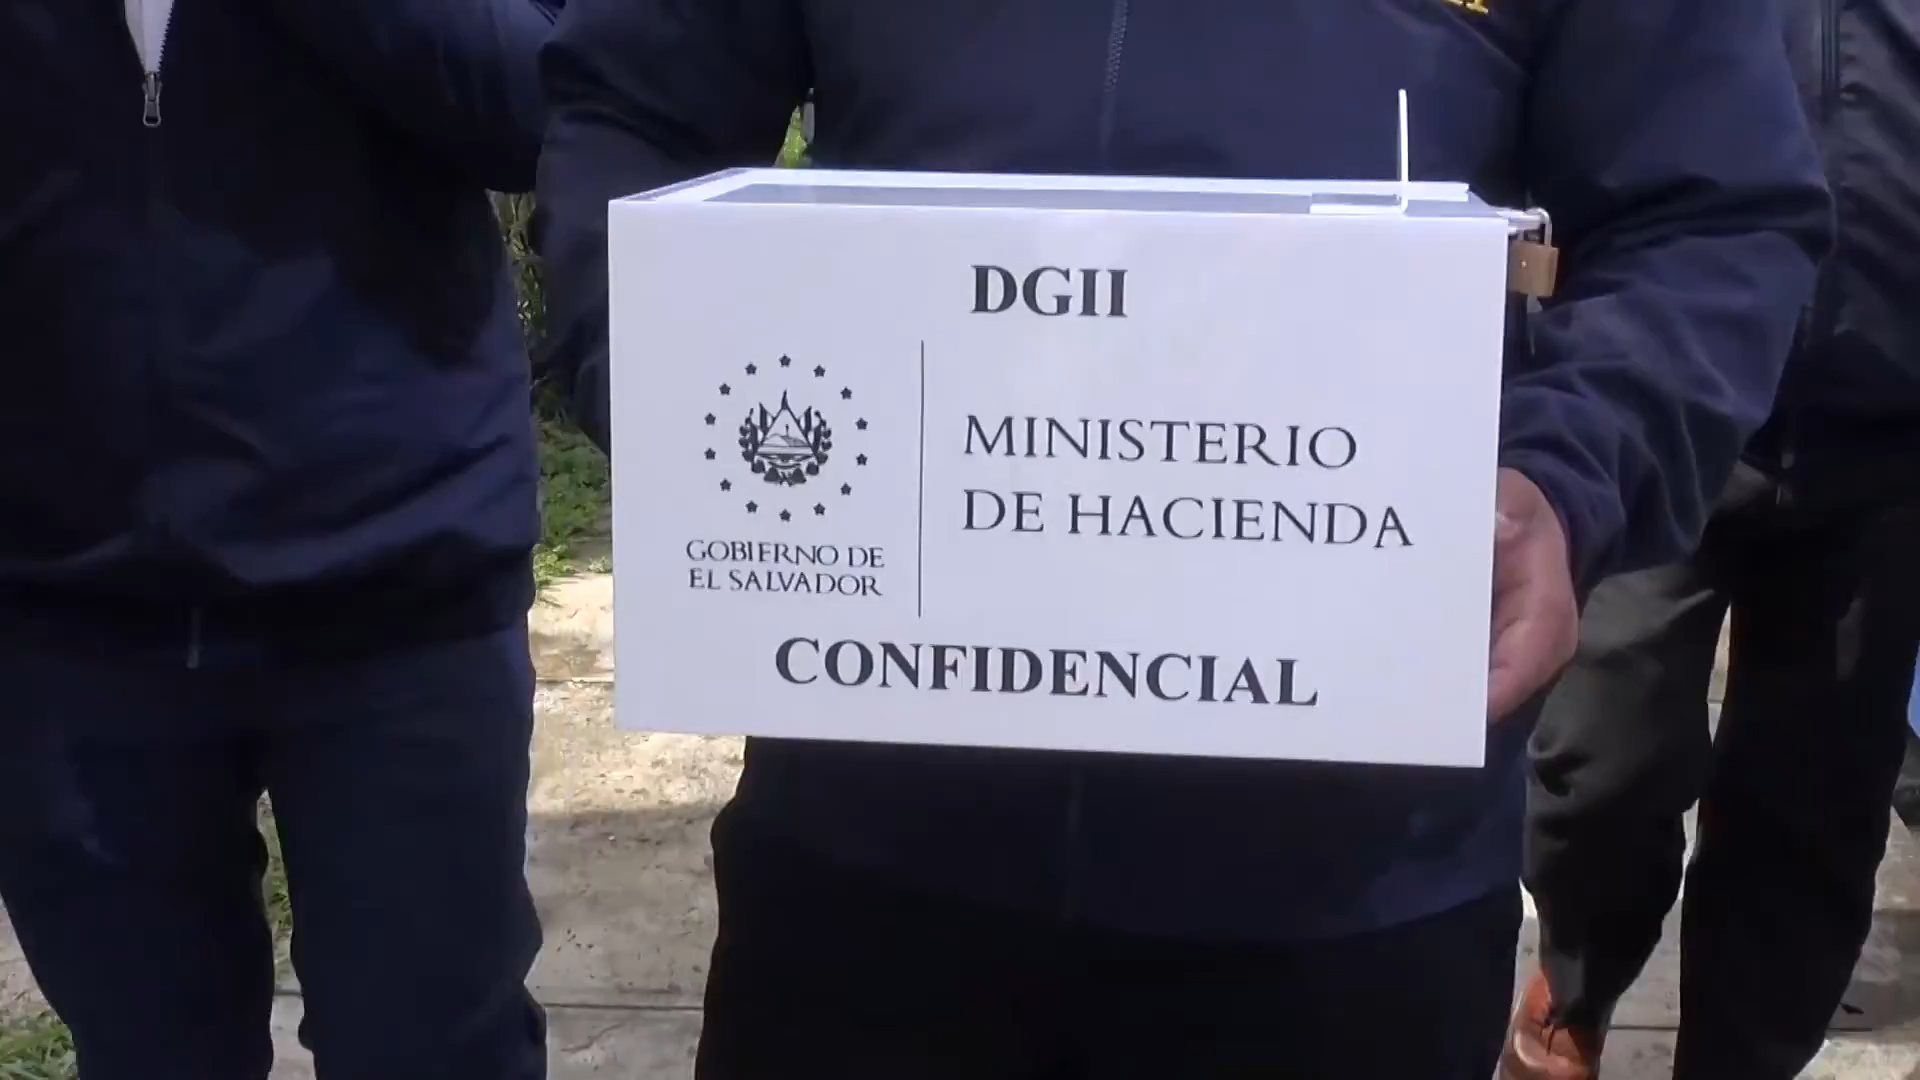 DGII
GOBIERNO DE
EL SALVADOR
MINISTERIO
DE HACIENDA
CONFIDENCIAL